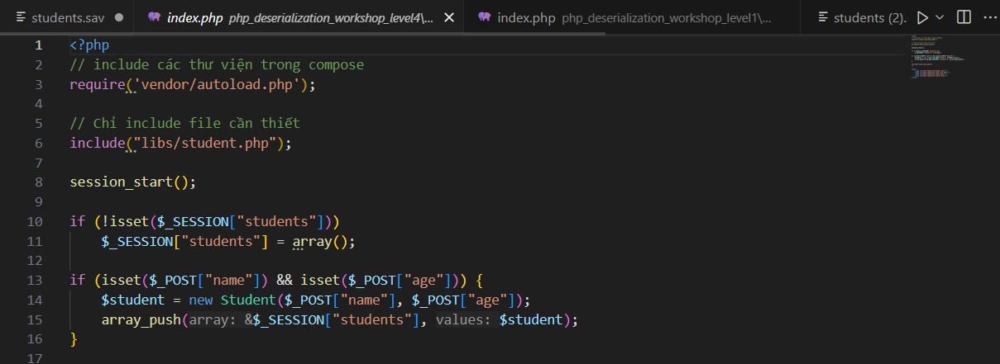 students.sav ● index.php php_deserialization_workshop_level4\... × index.php php_deserialization_workshop_level1\... students (2).
1 <?php
2 // include các thư viện trong compose
3 require('vendor/autoload.php');
4
5 // Chỉ include file cần thiết
6 include("libs/student.php");
7
8 session_start();
9
10 if (!isset($_SESSION["students"]))
11 $_SESSION["students"] = array();
12
13 if (isset($_POST["name"]) && isset($_POST["age"])) {
14 $student = new Student($_POST["name"], $_POST["age"]);
15 array_push(array: &$_SESSION["students"], values: $student);
16 }
17